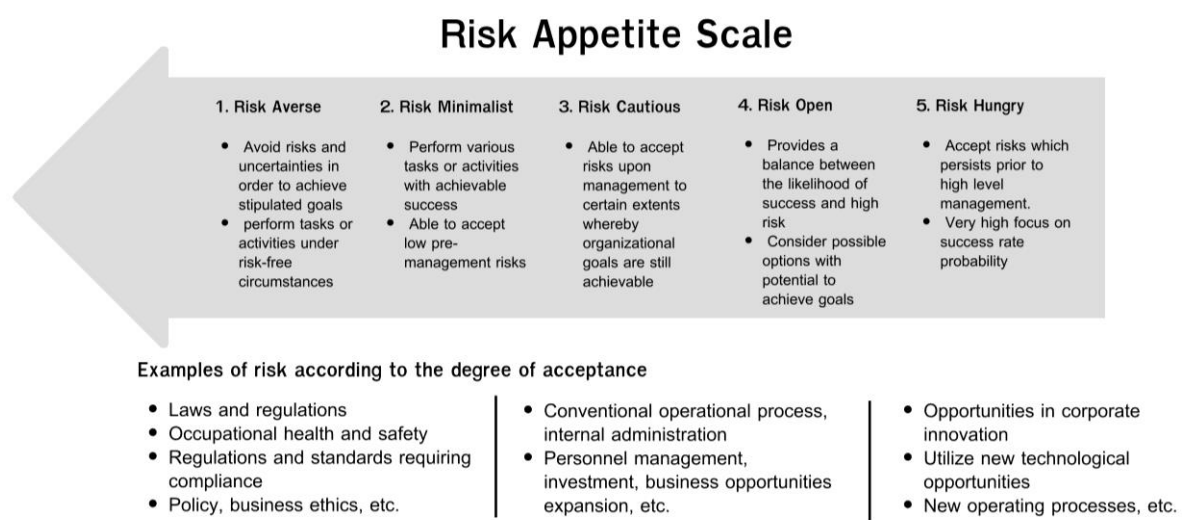 Risk Appetite Scale
1. Risk Averse
• Avoid risks and
uncertainties in
order to achieve
stipulated goals
• perform tasks or
activities under
risk-free
circumstances
2. Risk Minimalist
• Perform various
tasks or activities
with achievable
success
• Able to accept
low pre-
management risks
3. Risk Cautious
• Able to accept
risks upon
management to
certain extents
whereby
organizational
goals are still
achievable
4. Risk Open
• Provides a
balance between
the likelihood of
success and high
risk
• Consider possible
options with
potential to
achieve goals
5. Risk Hungry
• Accept risks which
persists prior to
high level
management.
• Very high focus on
success rate
probability
Examples of risk according to the degree of acceptance
• Laws and regulations
• Occupational health and safety
• Regulations and standards requiring
compliance
• Policy, business ethics, etc.
• Conventional operational process,
internal administration
• Personnel management,
investment, business opportunities
expansion, etc.
• Opportunities in corporate
innovation
• Utilize new technological
opportunities
• New operating processes, etc.